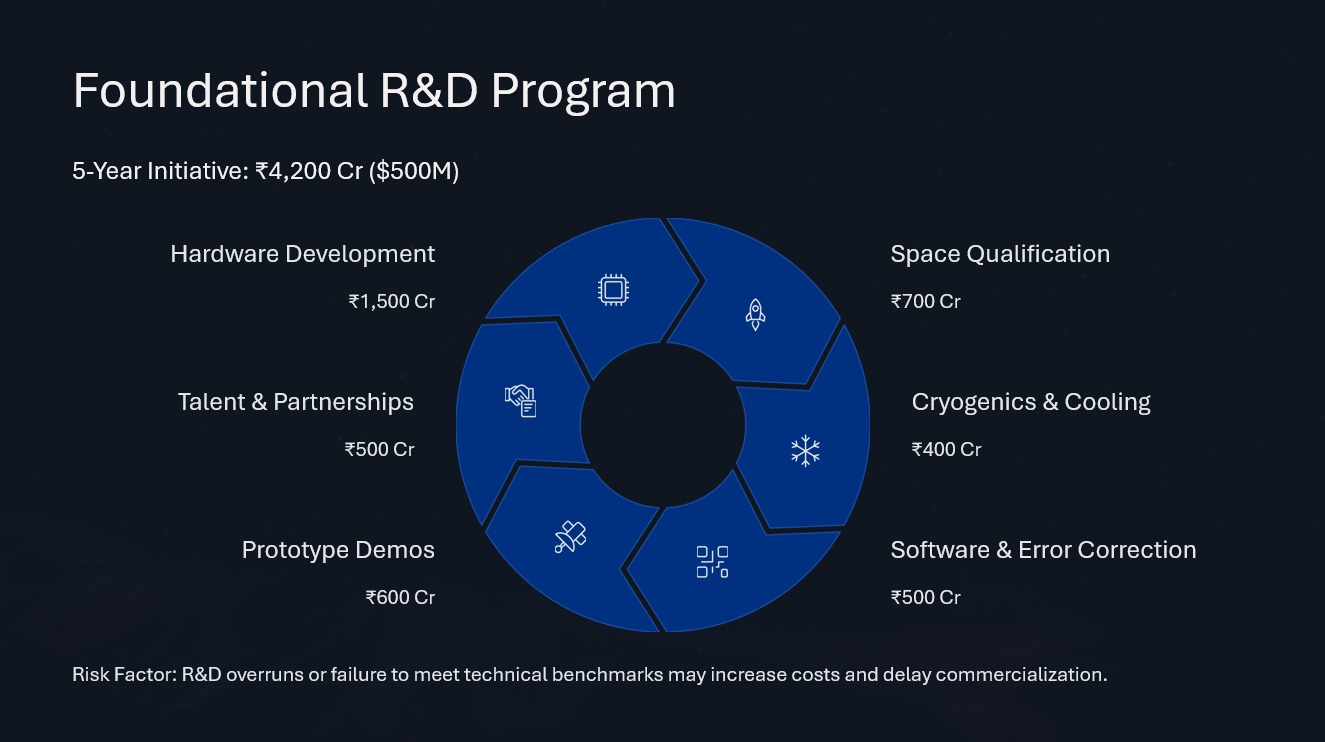 Foundational R&D Program
5-Year Initiative: ₹4,200 Cr ($500M)
Hardware Development
₹1,500 Cr
Space Qualification
₹700 Cr
Talent & Partnerships
₹500 Cr
Cryogenics & Cooling
₹400 Cr
Prototype Demos
₹600 Cr
Software & Error Correction
₹500 Cr
Risk Factor: R&D overruns or failure to meet technical benchmarks may increase costs and delay commercialization.